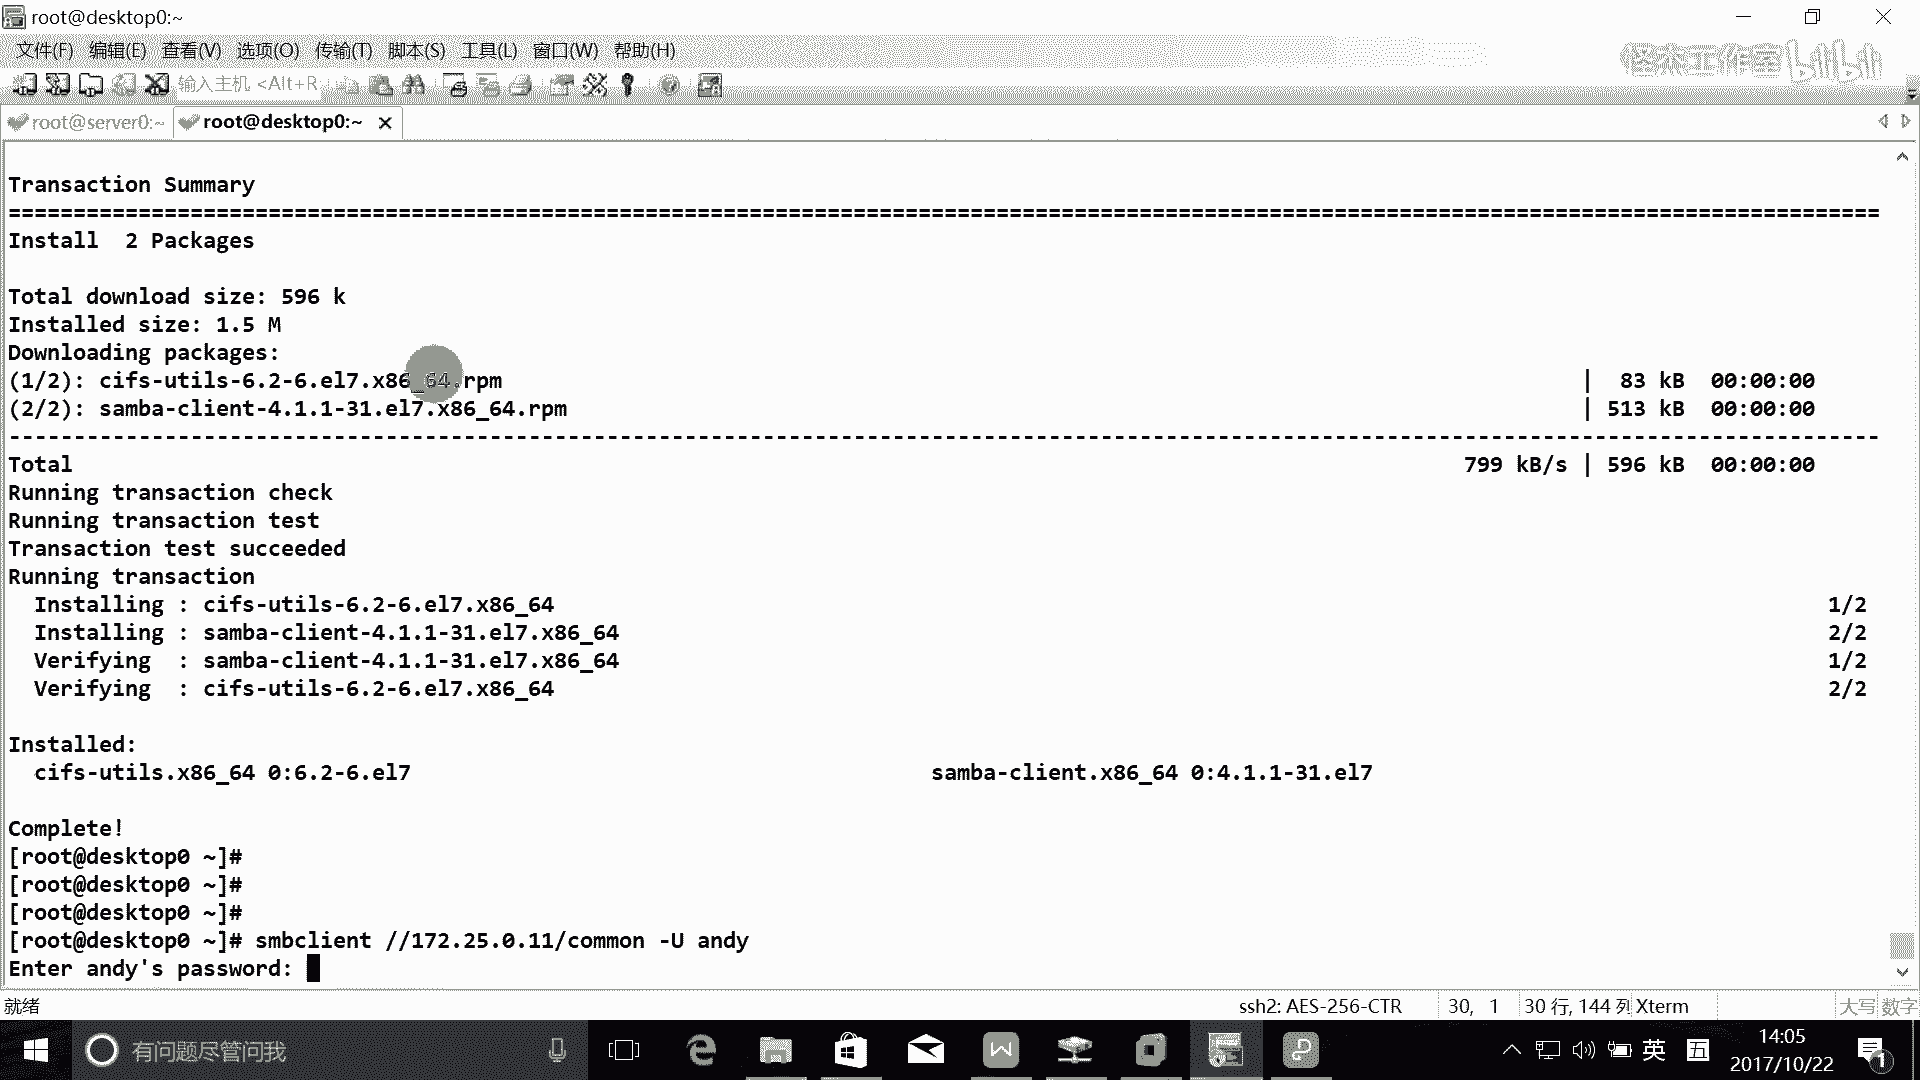 root@desktop0:~
文件(F) 编辑(E) 查看(V) 选项(O) 传输(T) 脚本(S) 工具(L) 窗口(W) 帮助(H)
怪杰工作室 bilibili
输入主机 <Alt+R
root@server0:~ root@desktop0:~
Transaction Summary
================================================================================================================================================
Install  2 Packages
Total download size: 596 k
Installed size: 1.5 M
Downloading packages:
(1/2): cifs-utils-6.2-6.el7.x86_64.rpm | 83 kB 00:00:00
(2/2): samba-client-4.1.1-31.el7.x86_64.rpm | 513 kB 00:00:00
------------------------------------------------------------------------------------------------------------------------------------------------
Total 799 kB/s | 596 kB 00:00:00
Running transaction check
Running transaction test
Transaction test succeeded
Running transaction
Installing : cifs-utils-6.2-6.el7.x86_64 1/2
Installing : samba-client-4.1.1-31.el7.x86_64 2/2
Verifying  : samba-client-4.1.1-31.el7.x86_64 1/2
Verifying  : cifs-utils-6.2-6.el7.x86_64 2/2
Installed:
cifs-utils.x86_64 0:6.2-6.el7 samba-client.x86_64 0:4.1.1-31.el7
Complete!
[root@desktop0 ~]#
[root@desktop0 ~]#
[root@desktop0 ~]#
[root@desktop0 ~]# smbclient //172.25.0.11/common -U andy
Enter andy's password:
就绪 ssh2: AES-256-CTR 30, 1 30 行, 144 列 Xterm 大写 数字
有问题尽管问我 英 五 14:05
2017/10/22 1